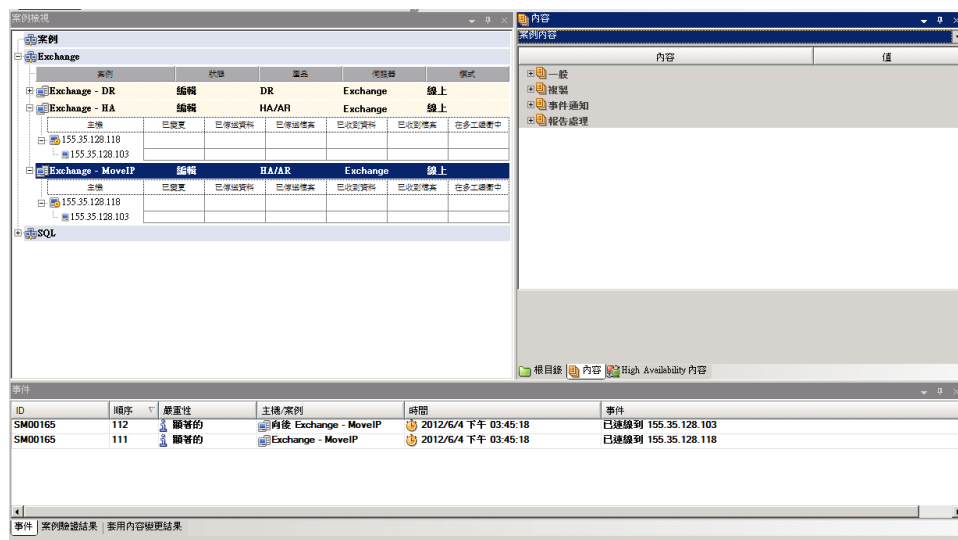 案例檢視
案例
Exchange
案例 狀態 產品 伺服器 模式
Exchange - DR 編輯 DR Exchange 線上
Exchange - HA 編輯 HA/AR Exchange 線上
主機 已變更 已傳送資料 已傳送檔案 已收到資料 已收到檔案 在多工緩衝中
155.35.128.118
155.35.128.103
Exchange - MoveIP 編輯 HA/AR Exchange 線上
主機 已變更 已傳送資料 已傳送檔案 已收到資料 已收到檔案 在多工緩衝中
155.35.128.118
155.35.128.103
SQL
內容
案例內容
內容 值
一般
複製
事件通知
報告處理
根目錄 內容 High Availability 內容
事件
ID 順序 嚴重性 主機/案例 時間 事件
SM00165 112 顯著的 向後 Exchange - MoveIP 2012/6/4 下午 03:45:18 已連線到 155.35.128.103
SM00165 111 顯著的 Exchange - MoveIP 2012/6/4 下午 03:45:18 已連線到 155.35.128.118
事件 案例驗證結果 套用內容變更結果